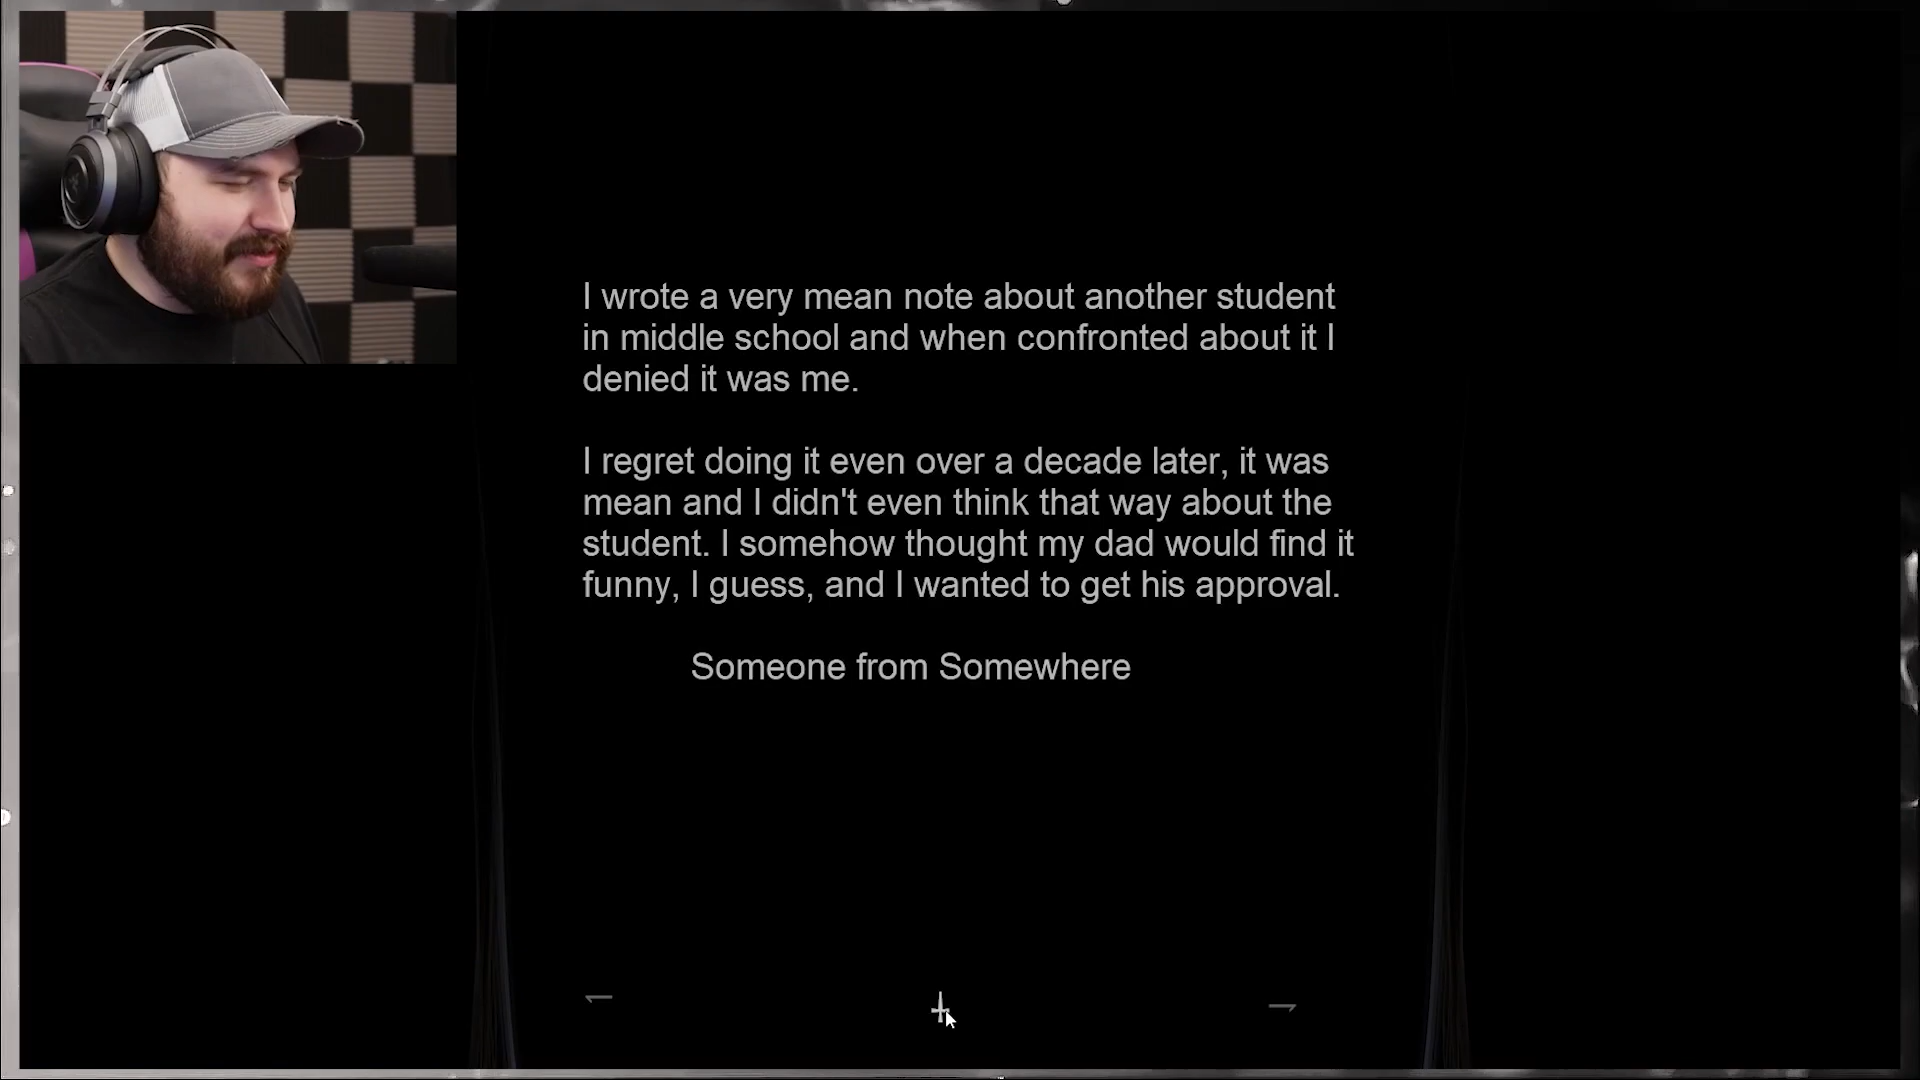 I wrote a very mean note about another student
in middle school and when confronted about it I
denied it was me.
I regret doing it even over a decade later, it was
mean and I didn't even think that way about the
student. I somehow thought my dad would find it
funny, I guess, and I wanted to get his approval.
Someone from Somewhere